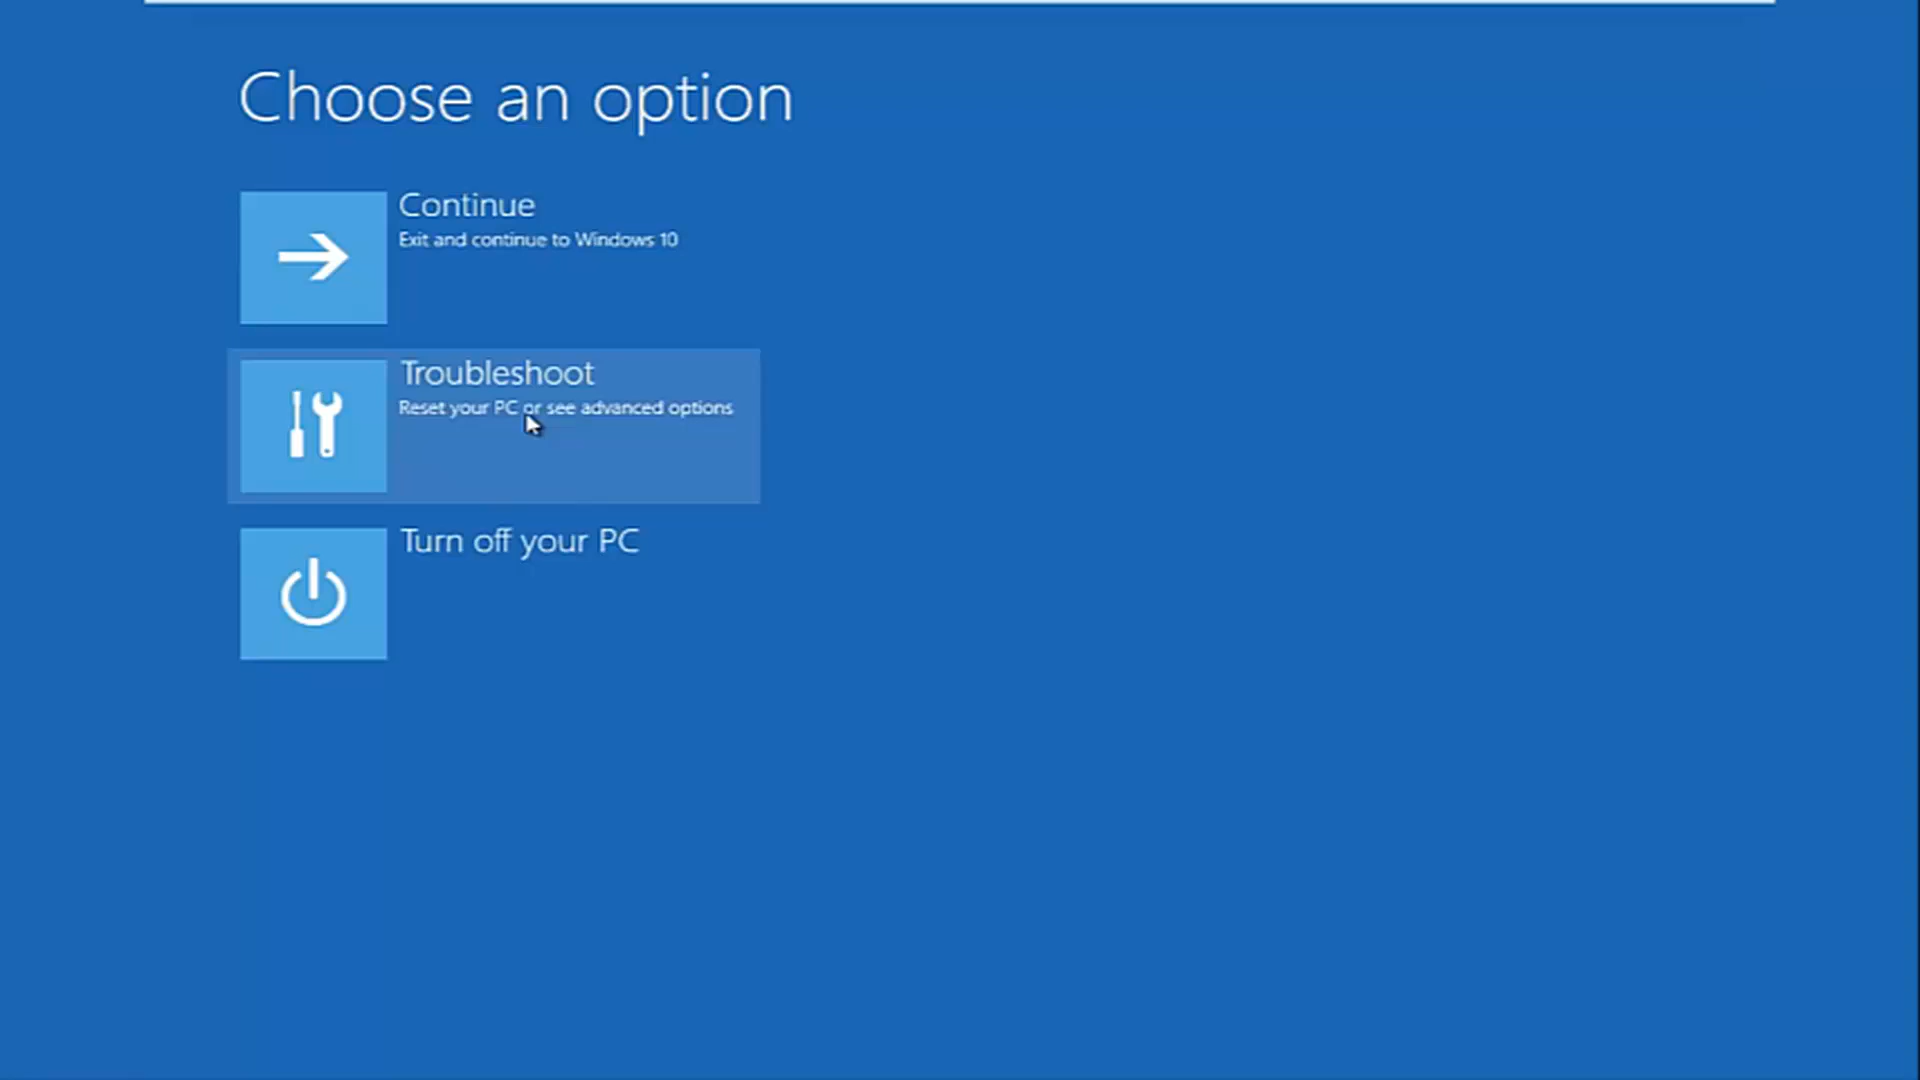 Choose an option
Continue
Exit and continue to Windows 10
Troubleshoot
Reset your PC or see advanced options
Turn off your PC